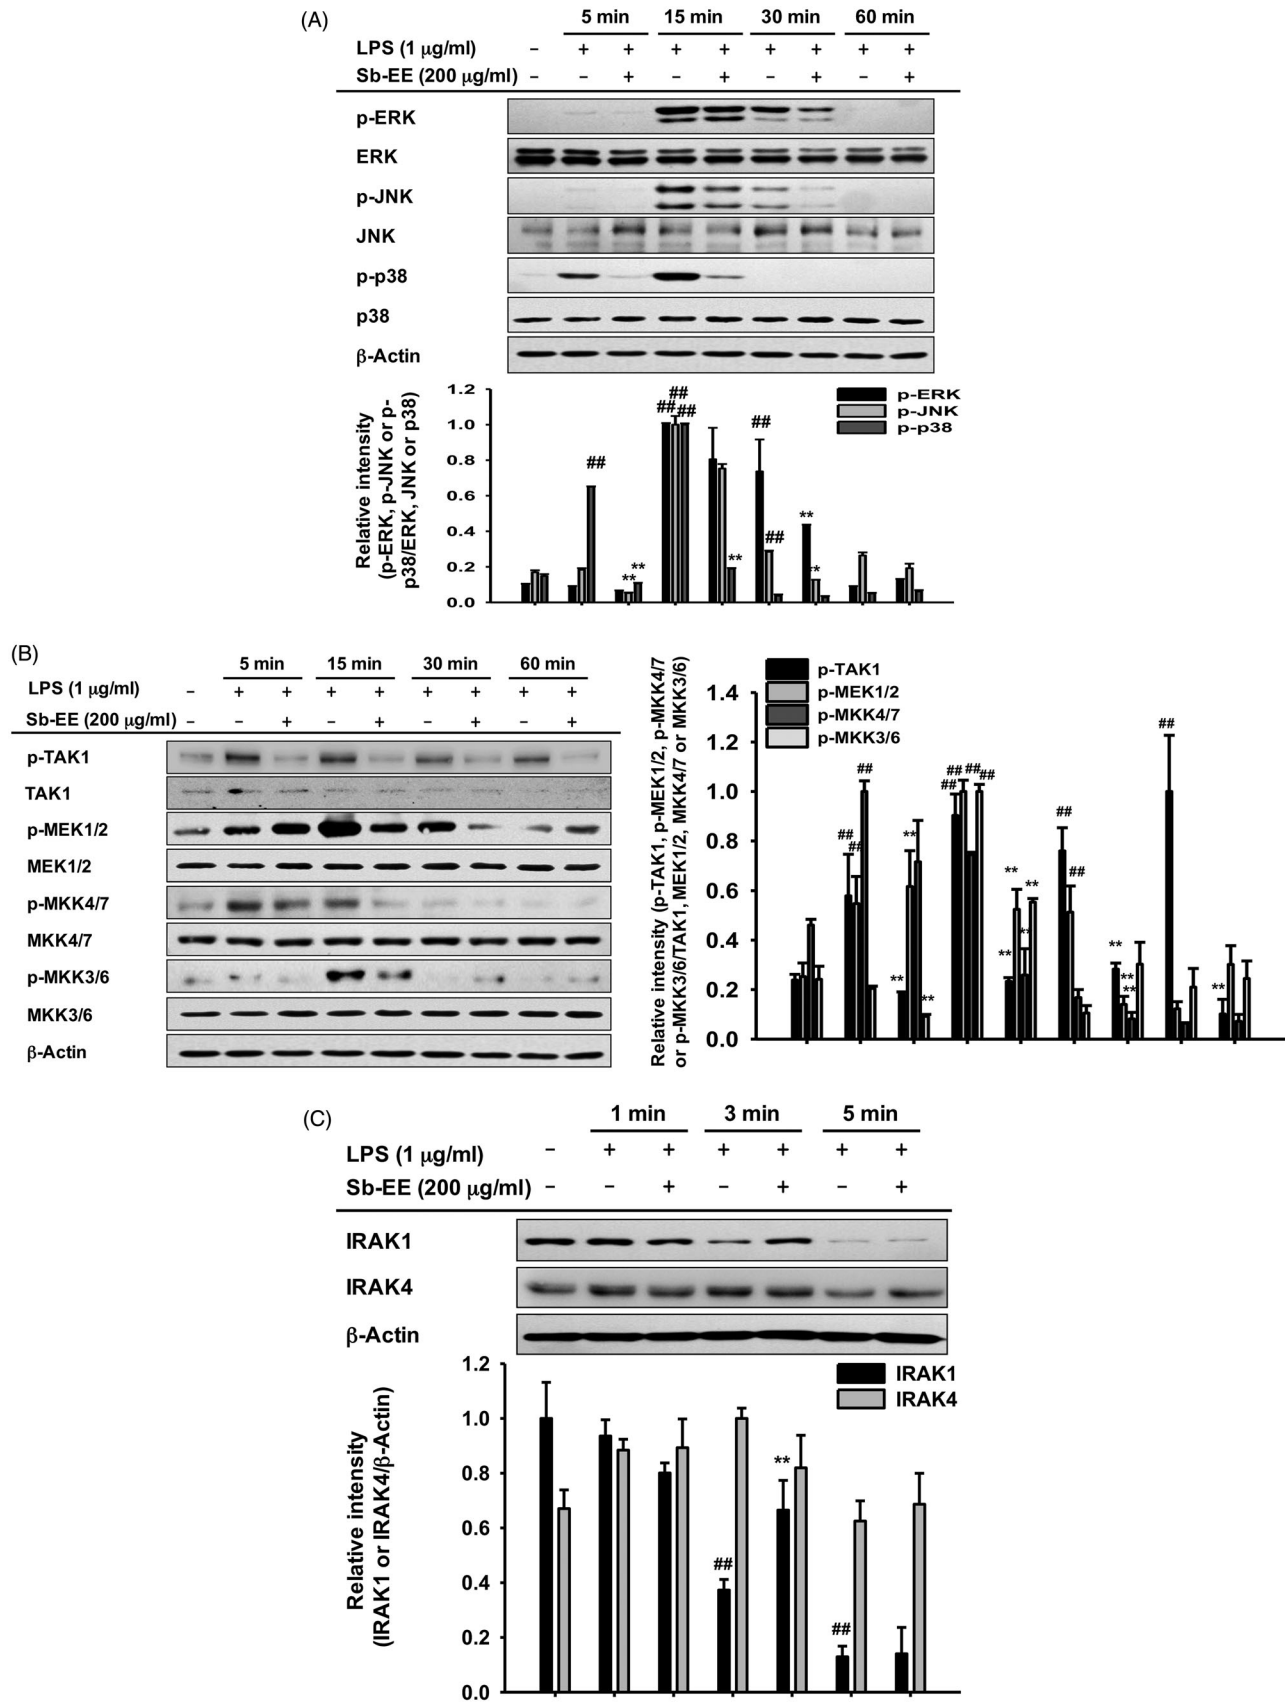 (A)
5 min 15 min 30 min 60 min
LPS (1 μg/ml) – + + + + + + + +
Sb-EE (200 μg/ml) – – + – + – + – +
p-ERK
ERK
p-JNK
JNK
p-p38
p38
β-Actin
Relative intensity
(p-ERK, p-JNK or p-
p38/ERK, JNK or p38)
1.2
1.0
0.8
0.6
0.4
0.2
0.0
p-ERK
p-JNK
p-p38
##
**
**
##
##
##
**
##
##
**
**
(B)
5 min 15 min 30 min 60 min
LPS (1 μg/ml) – + + + + + + + +
Sb-EE (200 μg/ml) – – + – + – + – +
p-TAK1
TAK1
p-MEK1/2
MEK1/2
p-MKK4/7
MKK4/7
p-MKK3/6
MKK3/6
β-Actin
Relative intensity (p-TAK1, p-MEK1/2, p-MKK4/7
or p-MKK3/6/TAK1, MEK1/2, MKK4/7 or MKK3/6)
1.4
1.2
1.0
0.8
0.6
0.4
0.2
0.0
p-TAK1
p-MEK1/2
p-MKK4/7
p-MKK3/6
##
##
##
**
**
**
##
##
##
##
**
**
**
**
##
##
**
**
**
##
**
(C)
1 min 3 min 5 min
LPS (1 μg/ml) – + + + + + +
Sb-EE (200 μg/ml) – – + – + – +
IRAK1
IRAK4
β-Actin
Relative intensity
(IRAK1 or IRAK4/β-Actin)
1.2
1.0
0.8
0.6
0.4
0.2
0.0
IRAK1
IRAK4
##
**
##